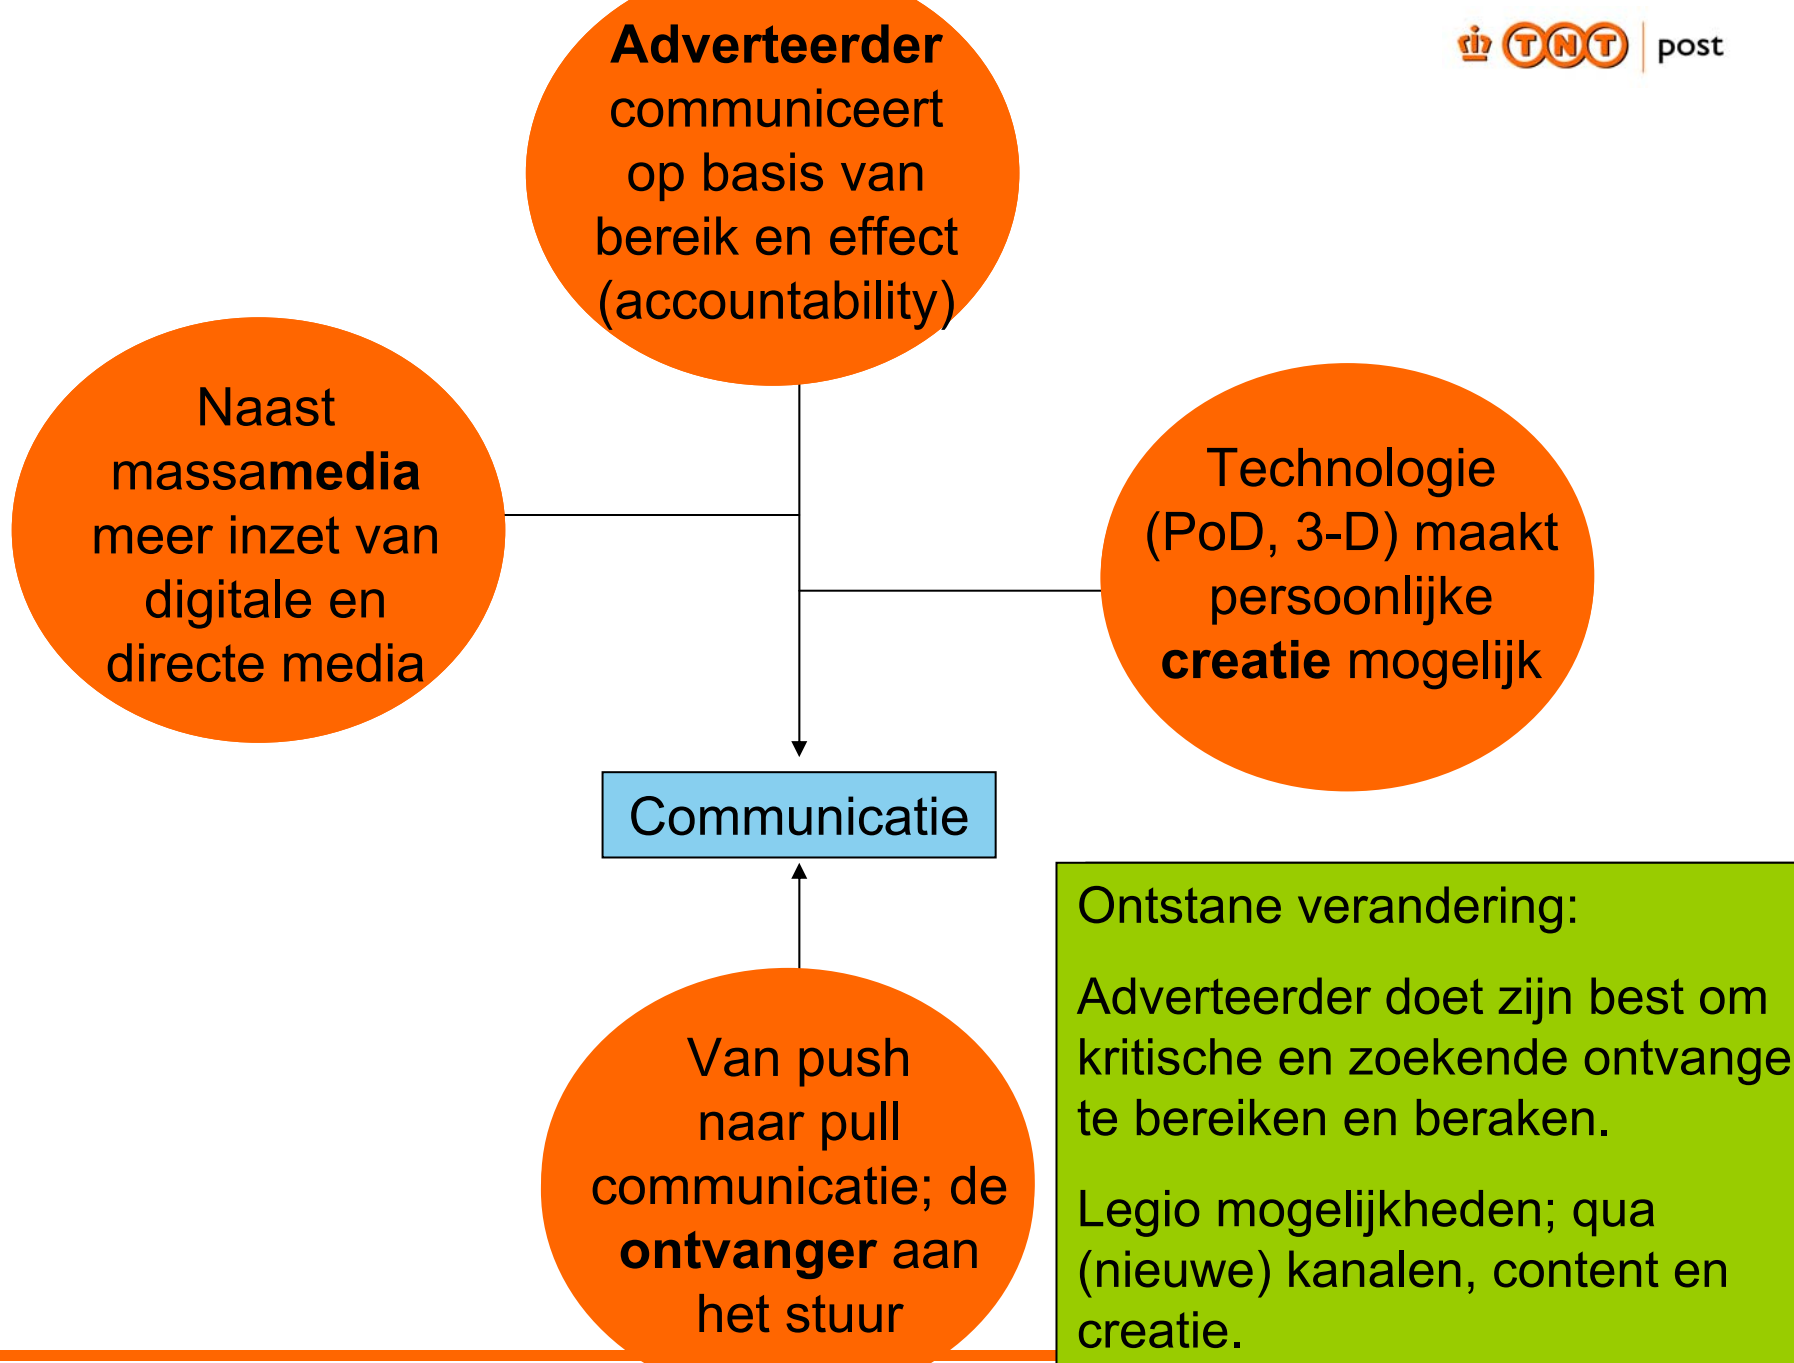 Adverteerder
communiceert
op basis van
bereik en effect
(accountability)
TNT post
Naast
massamedia
meer inzet van
digitale en
directe media
Technologie
(PoD, 3-D) maakt
persoonlijke
creatie mogelijk
Communicatie
Van push
naar pull
communicatie; de
ontvanger aan
het stuur
Ontstane verandering:
Adverteerder doet zijn best om
kritische en zoekende ontvange
te bereiken en beraken.
Legio mogelijkheden; qua
(nieuwe) kanalen, content en
creatie.